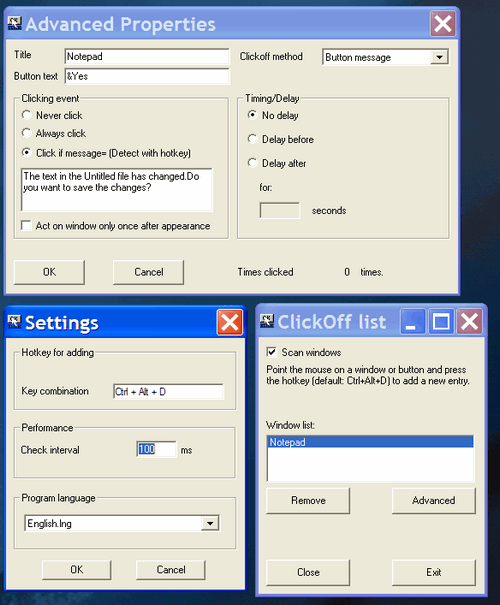 Advanced Properties
Title
Notepad
Clickoff method
Button message
Button text
&Yes
Clicking event
Never click
Always click
Click if message= (Detect with hotkey)
The text in the Untitled file has changed.Do
you want to save the changes?
Act on window only once after appearance
Timing/Delay
No delay
Delay before
Delay after
for:
seconds
OK
Cancel
Times clicked
0
times.
Settings
Hotkey for adding
Key combination
Ctrl + Alt + D
Performance
Check interval
100
ms
Program language
English.lng
OK
Cancel
ClickOff list
Scan windows
Point the mouse on a window or button and press
the hotkey (default: Ctrl+Alt+D) to add a new entry.
Window list:
Notepad
Remove
Advanced
Close
Exit